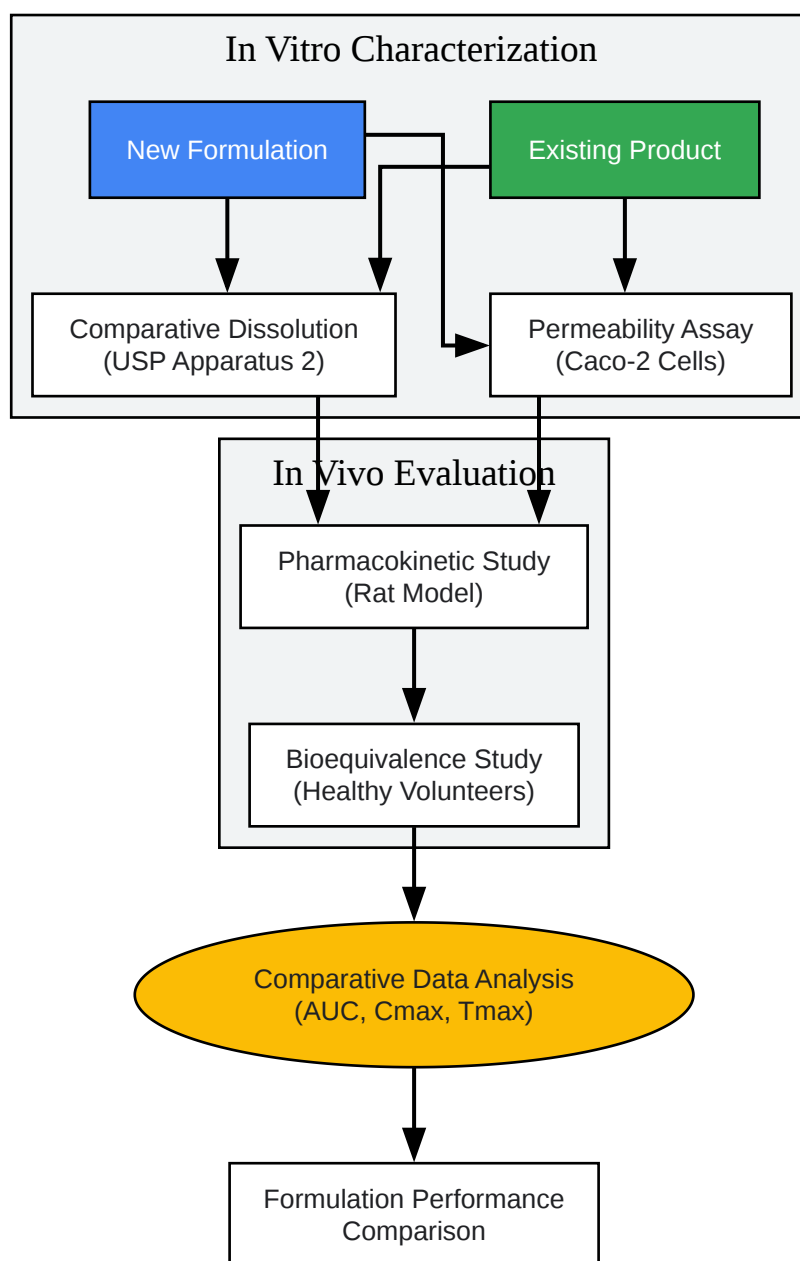 In Vitro Characterization
New Formulation
Existing Product
Comparative Dissolution
(USP Apparatus 2)
Permeability Assay
(Caco-2 Cells)
In Vivo Evaluation
Pharmacokinetic Study
(Rat Model)
Bioequivalence Study
(Healthy Volunteers)
Comparative Data Analysis
(AUC, Cmax, Tmax)
Formulation Performance
Comparison